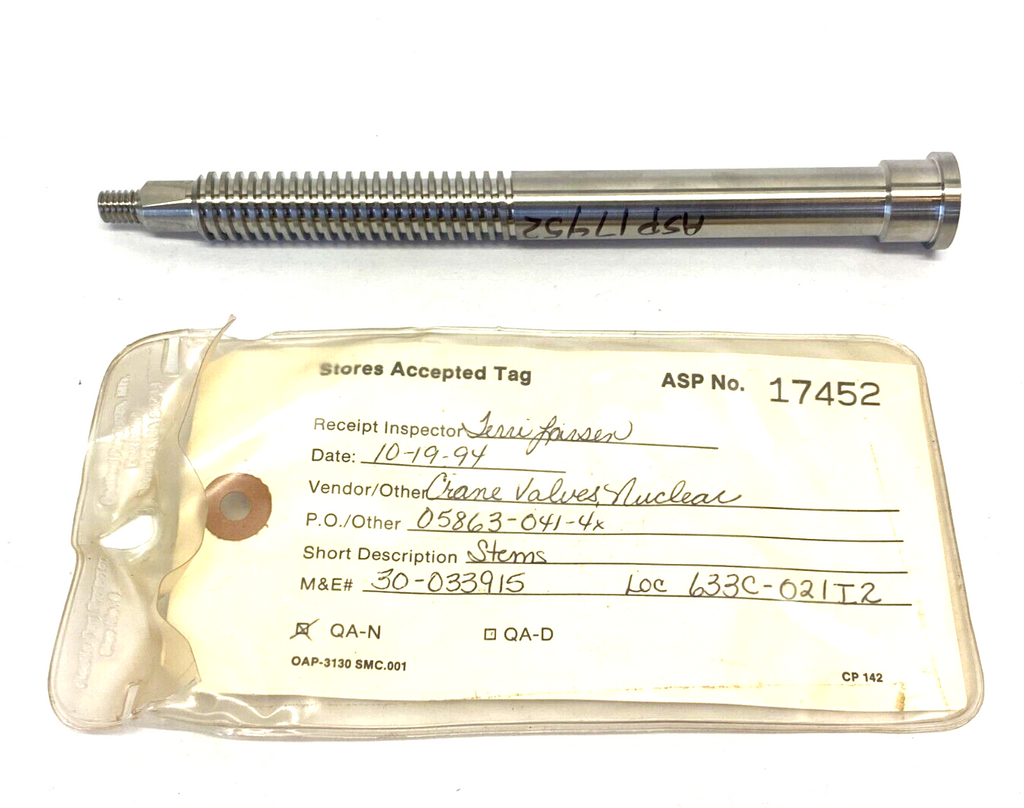 ASP17452
Stores Accepted Tag
ASP No. 17452
Receipt Inspector Terri
Date: 10-19-94
Vendor/Other Crane Valves, Nuclear
P.O./Other 05863-041-4x
Short Description Stems
M&E# 30-033915 Loc 633C-021I2
QA-N QA-D
OAP-3130 SMC.001
CP 142